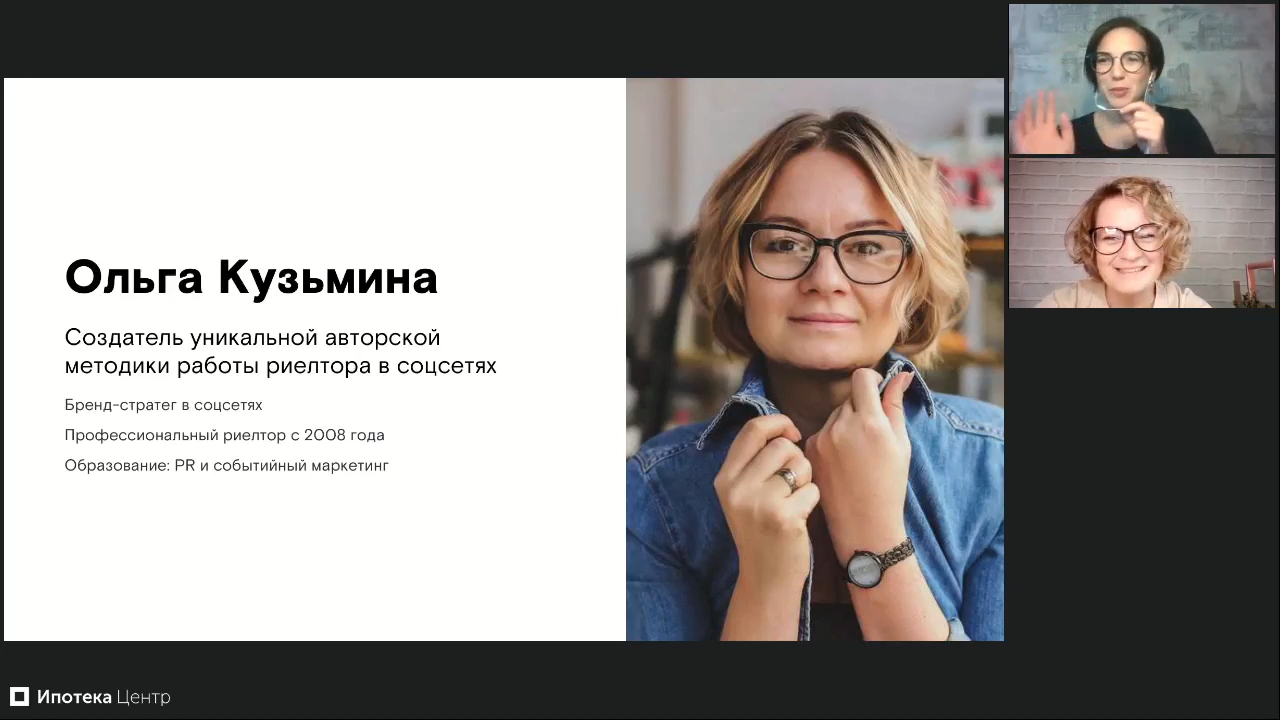 Ольга Кузьмина
Создатель уникальной авторской
методики работы риелтора в соцсетях
Бренд-стратег в соцсетях
Профессиональный риелтор с 2008 года
Образование: PR и событийный маркетинг
Ипотека Центр